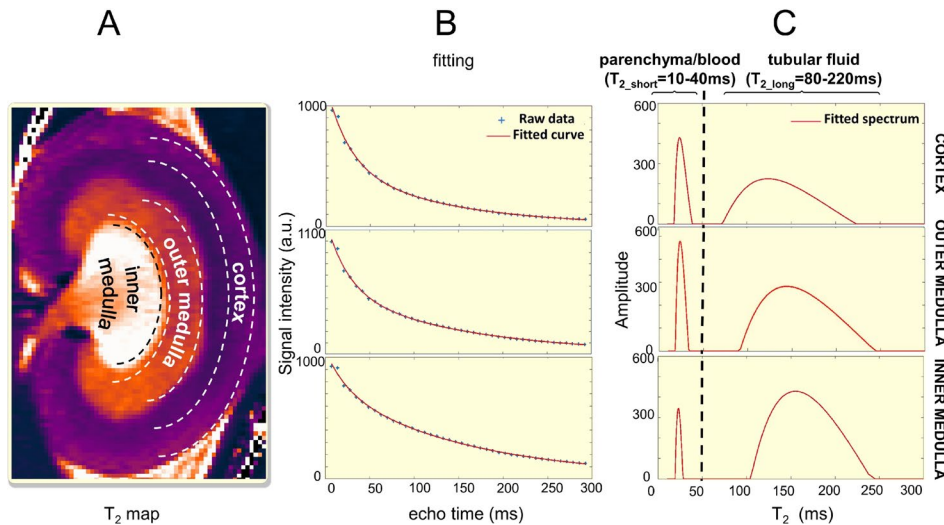 A
B
C
fitting
parenchyma/blood
(T2_short=10-40ms)
tubular fluid
(T2_long=80-220ms)
inner
medulla
outer medulla
cortex
T2 map
Signal intensity (a.u.)
1000
0
Raw data
Fitted curve
1100
0
1000
0
0 50 100 150 200 250 300
echo time (ms)
Amplitude
600
300
0
Fitted spectrum
CORTEX
600
300
0
OUTER MEDULLA
600
300
0
INNER MEDULLA
0 50 100 150 200 250 300
T2 (ms)